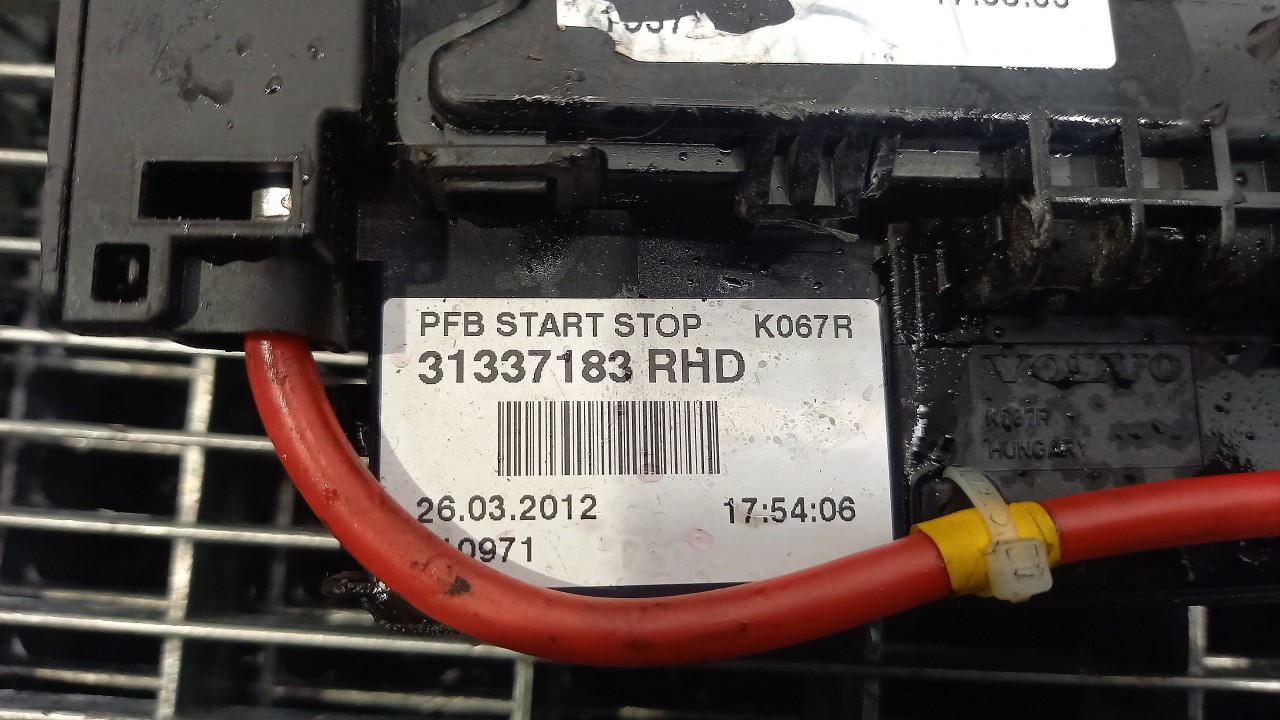 PFB START STOP K067R
31337183 RHD
26.03.2012 17:54:06
VOLVO
K067R
HUNGARY